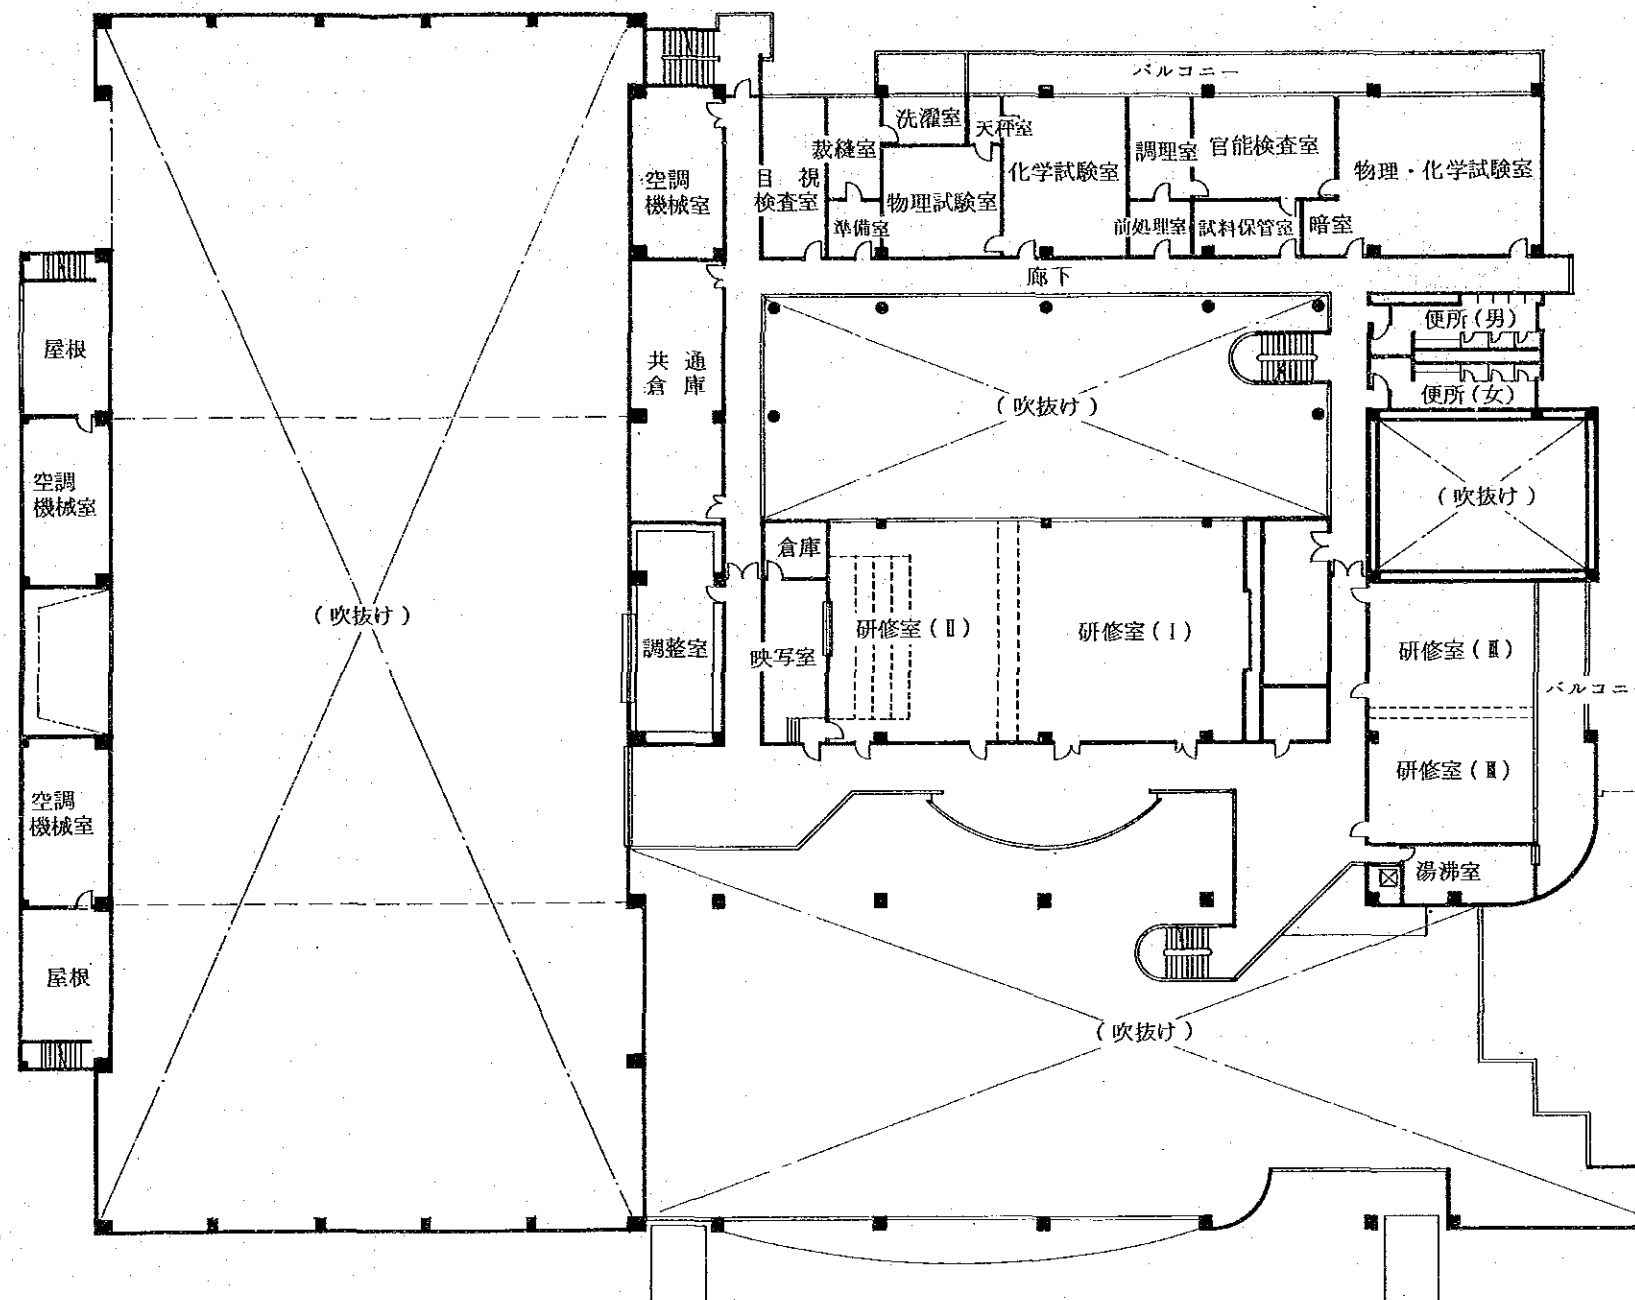 バルコニー
洗濯室
天秤室
裁縫室
調理室
官能検査室
化学試験室
物理・化学試験室
空調
機械室
目視
検査室
物理試験室
準備室
前処理室
試料保管室
暗室
廊下
便所(男)
屋根
共通
倉庫
便所(女)
(吹抜け)
(吹抜け)
空調
機械室
倉庫
(吹抜け)
研修室(Ⅱ)
研修室(Ⅰ)
調整室
映写室
研修室(Ⅲ)
バルコニ
研修室(Ⅲ)
空調
機械室
湯沸室
屋根
(吹抜け)